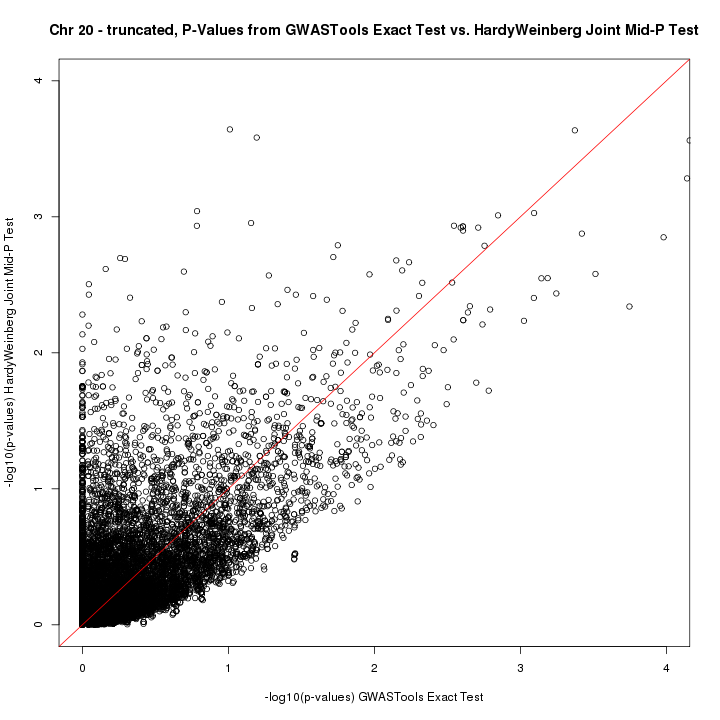 Chr 20 - truncated, P-Values from GWASTools Exact Test vs. HardyWeinberg Joint Mid-P Test
-log10(p-values) HardyWeinberg Joint Mid-P Test
4
3
2
1
0
0 1 2 3 4
-log10(p-values) GWASTools Exact Test